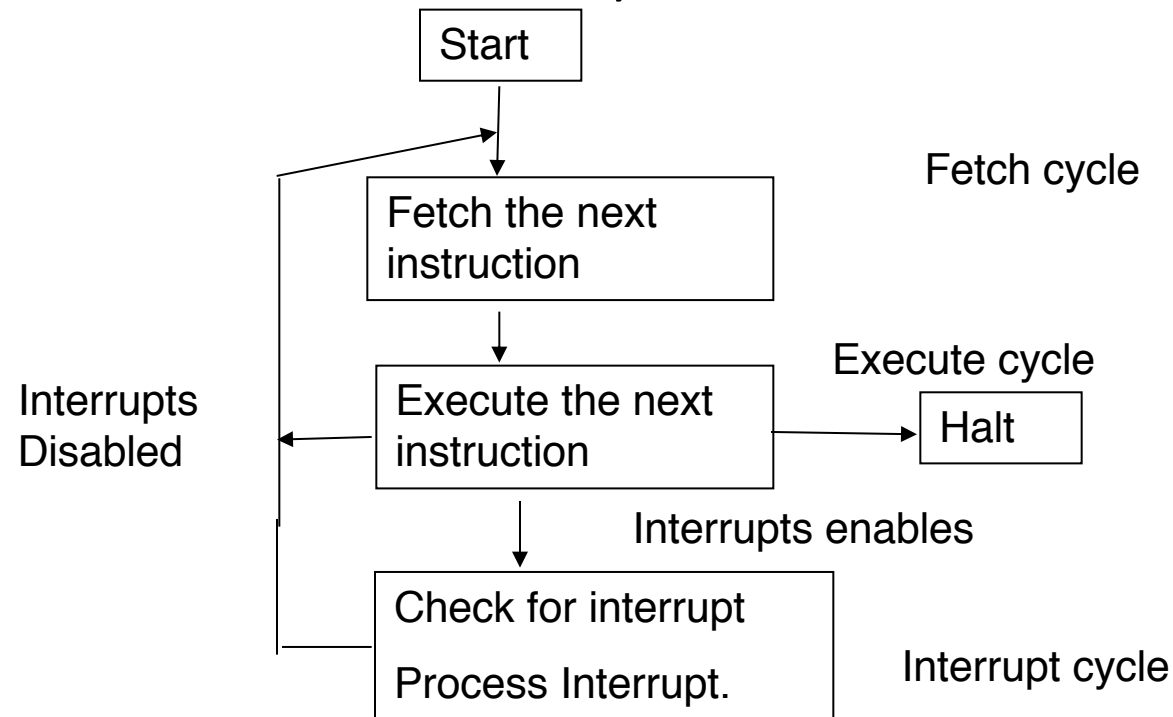 Start
Fetch cycle
Fetch the next
instruction
Execute cycle
Interrupts
Disabled
Execute the next
instruction
Halt
Interrupts enables
Check for interrupt
Process Interrupt.
Interrupt cycle